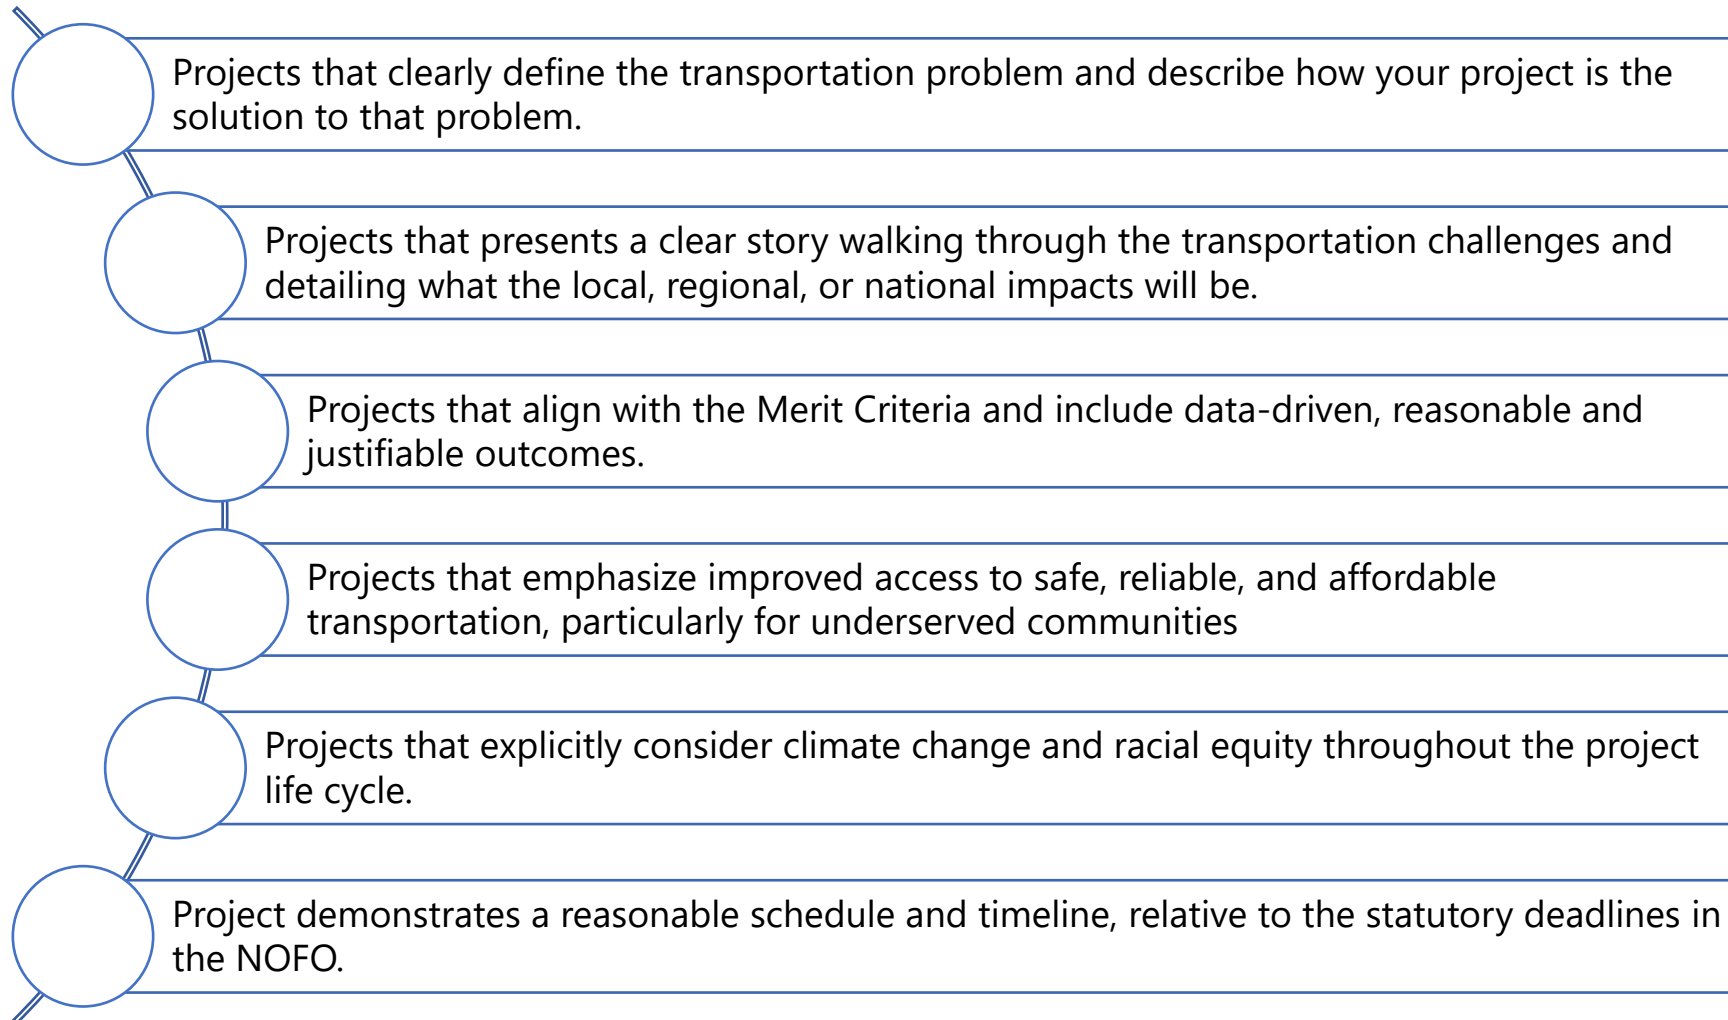 Projects that clearly define the transportation problem and describe how your project is the
solution to that problem.
Projects that presents a clear story walking through the transportation challenges and
detailing what the local, regional, or national impacts will be.
Projects that align with the Merit Criteria and include data-driven, reasonable and
justifiable outcomes.
Projects that emphasize improved access to safe, reliable, and affordable
transportation, particularly for underserved communities
Projects that explicitly consider climate change and racial equity throughout the project
life cycle.
Project demonstrates a reasonable schedule and timeline, relative to the statutory deadlines in
the NOFO.